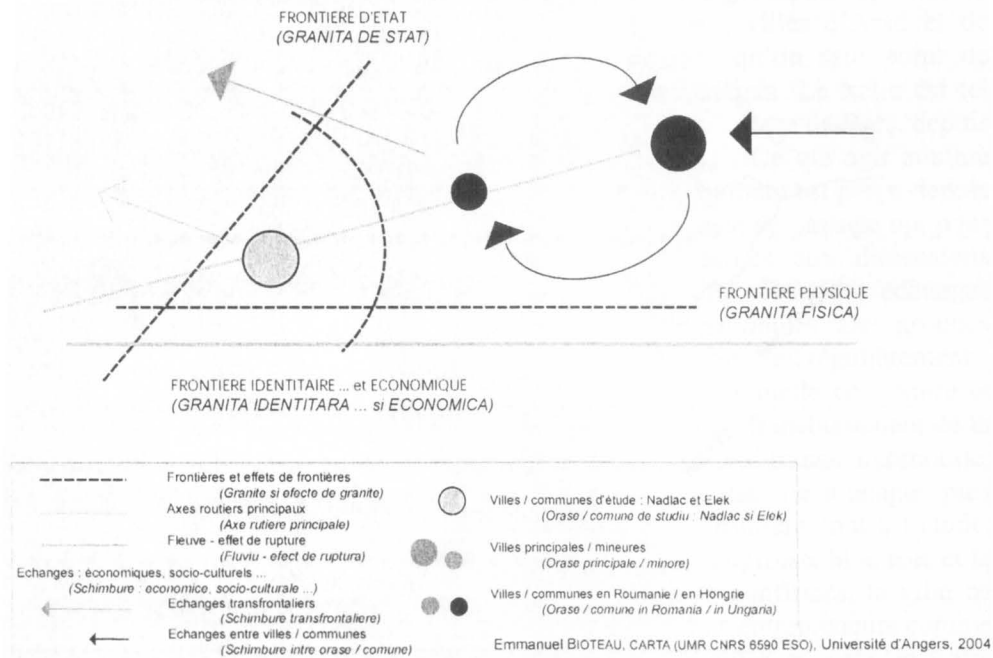 FRONTIERE D'ETAT
(GRANITA DE STAT)
FRONTIERE PHYSIQUE
(GRANITA FISICA)
FRONTIERE IDENTITAIRE ... et ECONOMIQUE
(GRANITA IDENTITARA ... si ECONOMICA)
Frontières et effets de frontières
(Granite si efecte de granite)
Axes routiers principaux
(Axe rutiere principale)
Fleuve - effet de rupture
(Fluviu - efect de ruptura)
Echanges : économiques, socio-culturels ...
(Schimbure : economice, socio-culturale ...)
Echanges transfrontaliers
(Schimbure transfrontaliere)
Echanges entre villes / communes
(Schimbure intre orase / comune)
Villes / communes d'étude : Nadlac et Elek
(Orase / comune de studiu : Nadlac si Elek)
Villes principales / mineures
(Orase principale / minore)
Villes / communes en Roumanie / en Hongrie
(Orase / comune in Romania / in Ungaria)
Emmanuel BIOTEAU, CARTA (UMR CNRS 6590 ESO), Université d'Angers, 2004